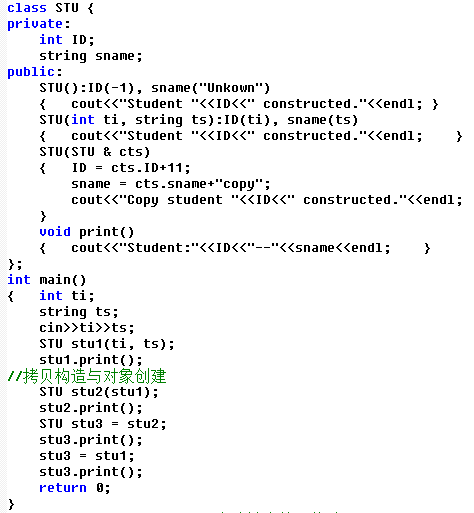 class STU {
private:
    int ID;
    string sname;
public:
    STU():ID(-1), sname("Unkown")
    {   cout<<"Student "<<ID<<" constructed."<<endl; }
    STU(int ti, string ts):ID(ti), sname(ts)
    {   cout<<"Student "<<ID<<" constructed."<<endl;    }
    STU(STU & cts)
    {   ID = cts.ID+11;
        sname = cts.sname+"copy";
        cout<<"Copy student "<<ID<<" constructed."<<endl;
    }
    void print()
    {   cout<<"Student:"<<ID<<"--"<<sname<<endl;    }
};
int main()
{   int ti;
    string ts;
    cin>>ti>>ts;
    STU stu1(ti, ts);
    stu1.print();
//拷贝构造与对象创建
    STU stu2(stu1);
    stu2.print();
    STU stu3 = stu2;
    stu3.print();
    stu3 = stu1;
    stu3.print();
    return 0;
}